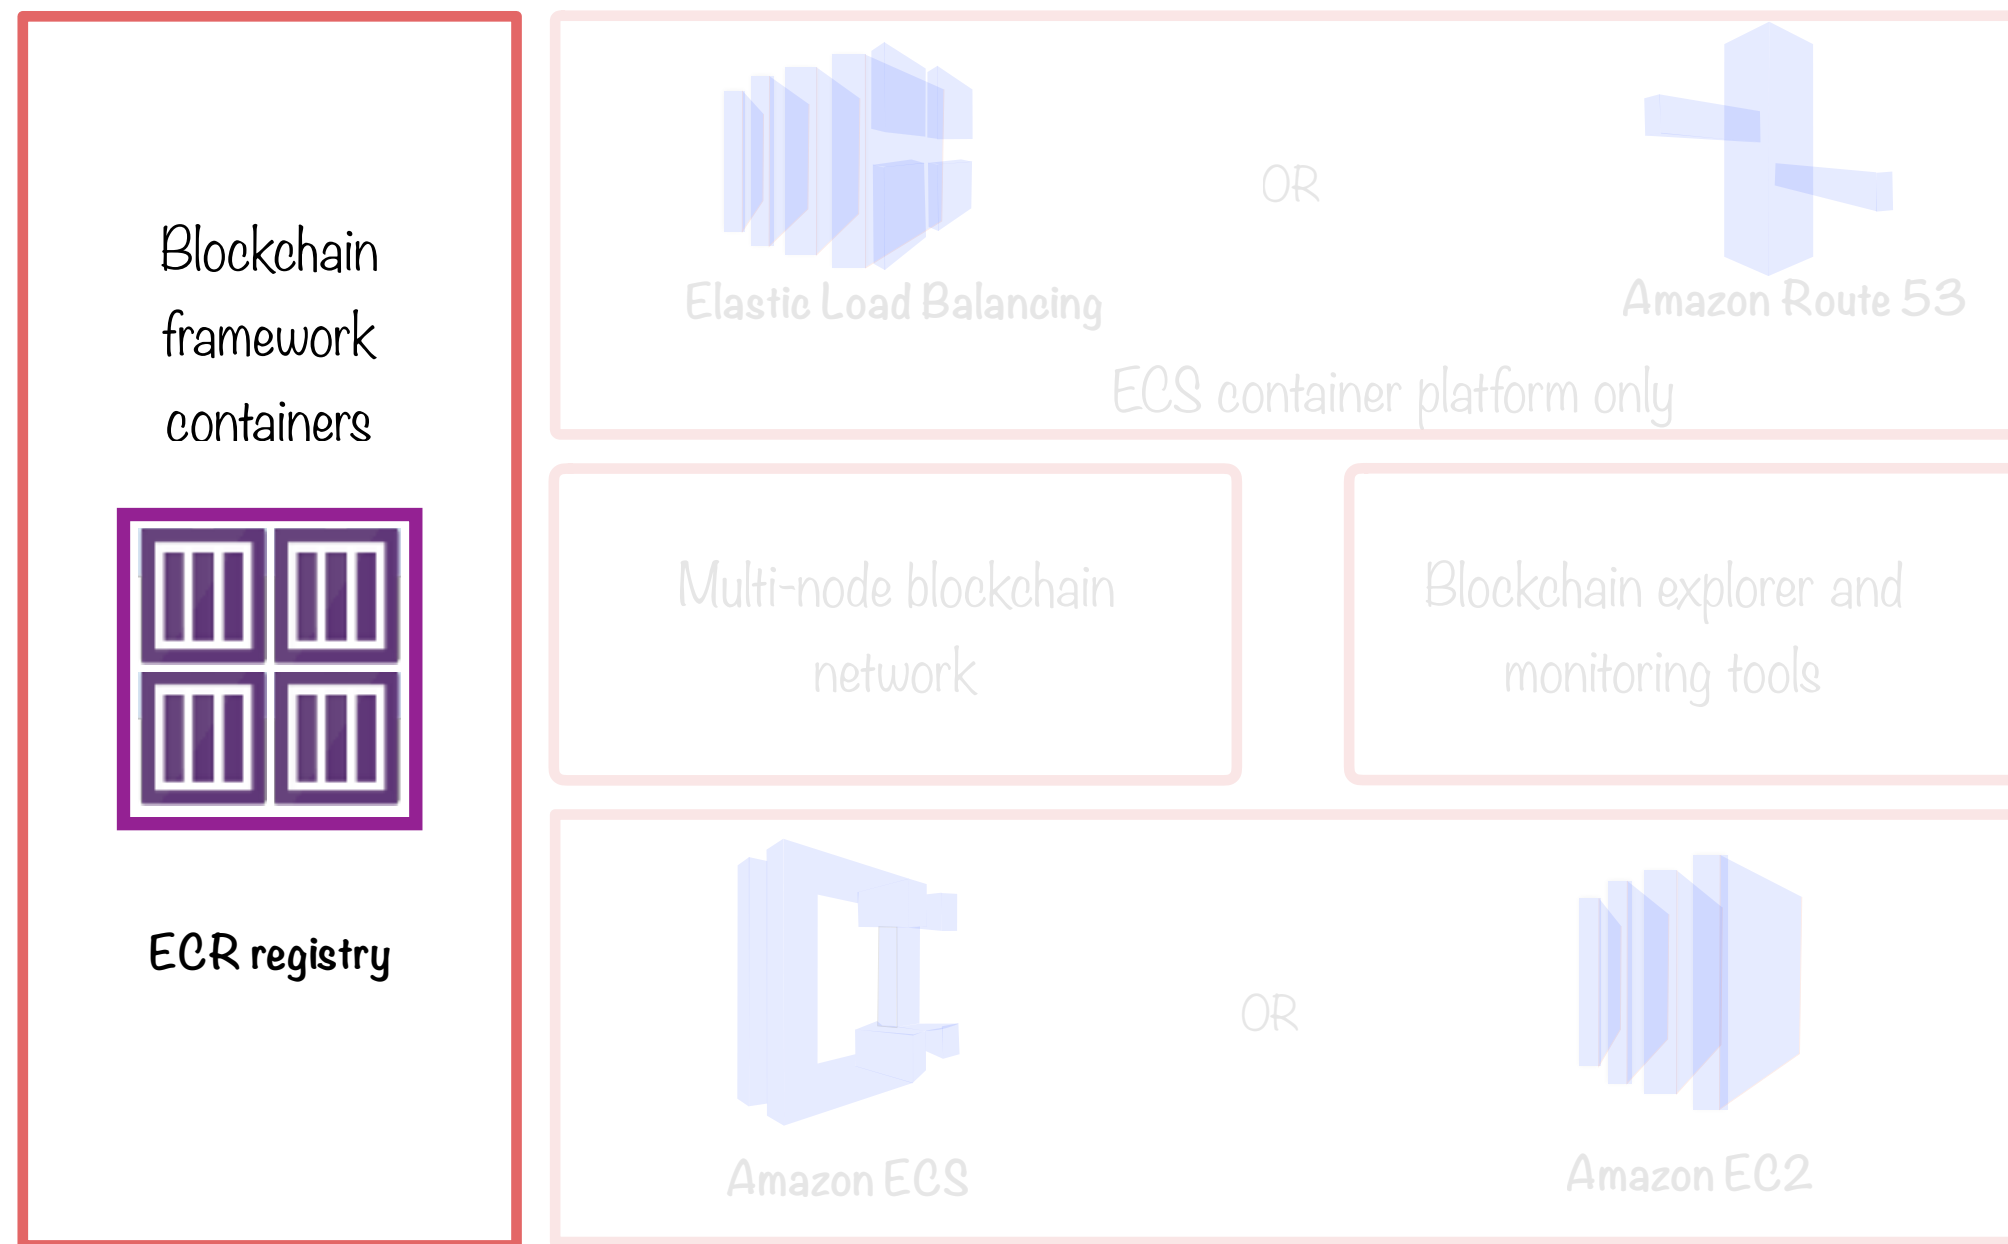 Blockchain
framework
containers
ECR registry
OR
Elastic Load Balancing
Amazon Route 53
ECS container platform only
Multi-node blockchain
network
Blockchain explorer and
monitoring tools
OR
Amazon ECS
Amazon EC2